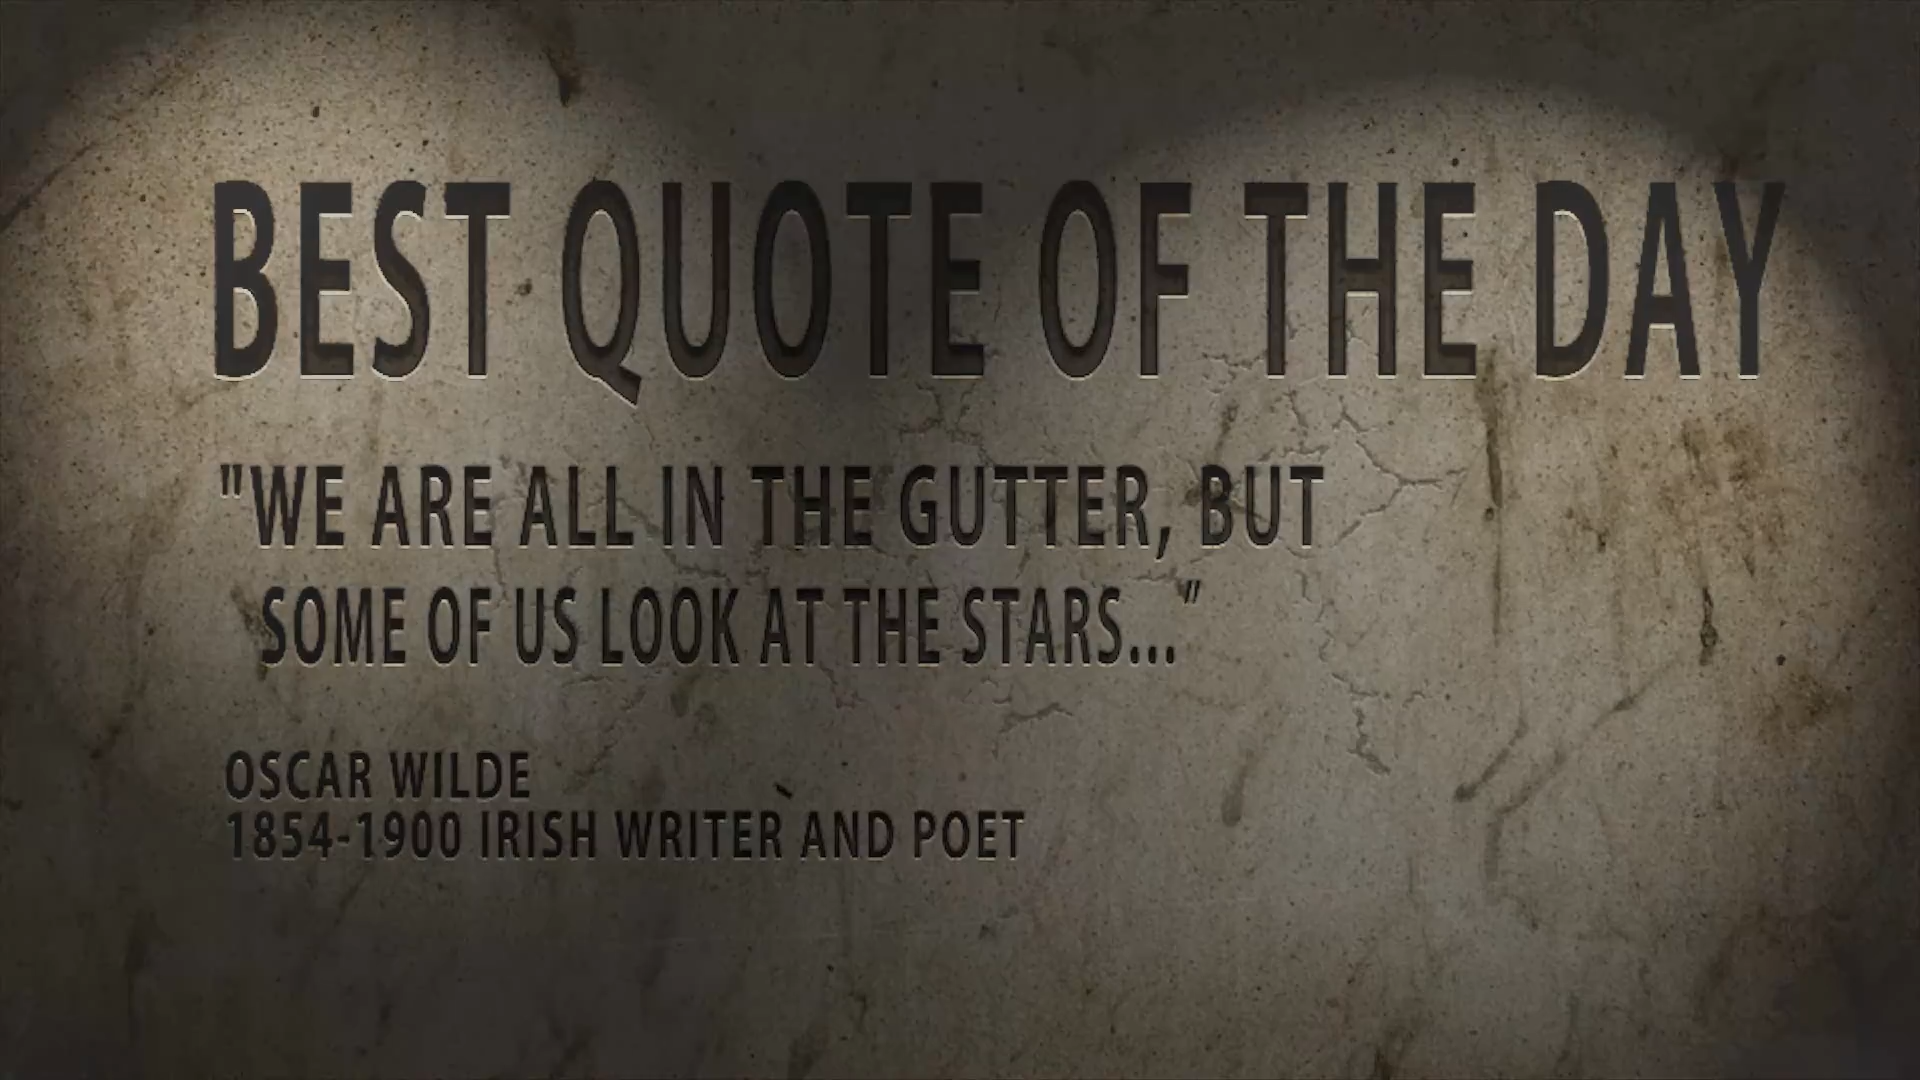 BEST QUOTE OF THE DAY
"WE ARE ALL IN THE GUTTER, BUT
SOME OF US LOOK AT THE STARS..."
OSCAR WILDE
1854-1900 IRISH WRITER AND POET